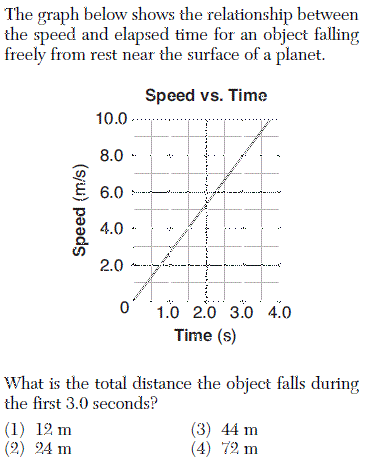 The graph below shows the relationship between
the speed and elapsed time for an object falling
freely from rest near the surface of a planet.
Speed vs. Time
10.0
8.0
6.0
4.0
2.0
0
Speed (m/s)
1.0 2.0 3.0 4.0
Time (s)
What is the total distance the object falls during
the first 3.0 seconds?
(1) 12 m (3) 44 m
(2) 24 m (4) 72 m